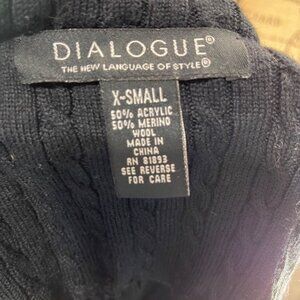 DIALOGUE®
THE NEW LANGUAGE OF STYLE®
X-SMALL
50% ACRYLIC
50% MERINO
WOOL
MADE IN
CHINA
RN 81893
SEE REVERSE
FOR CARE